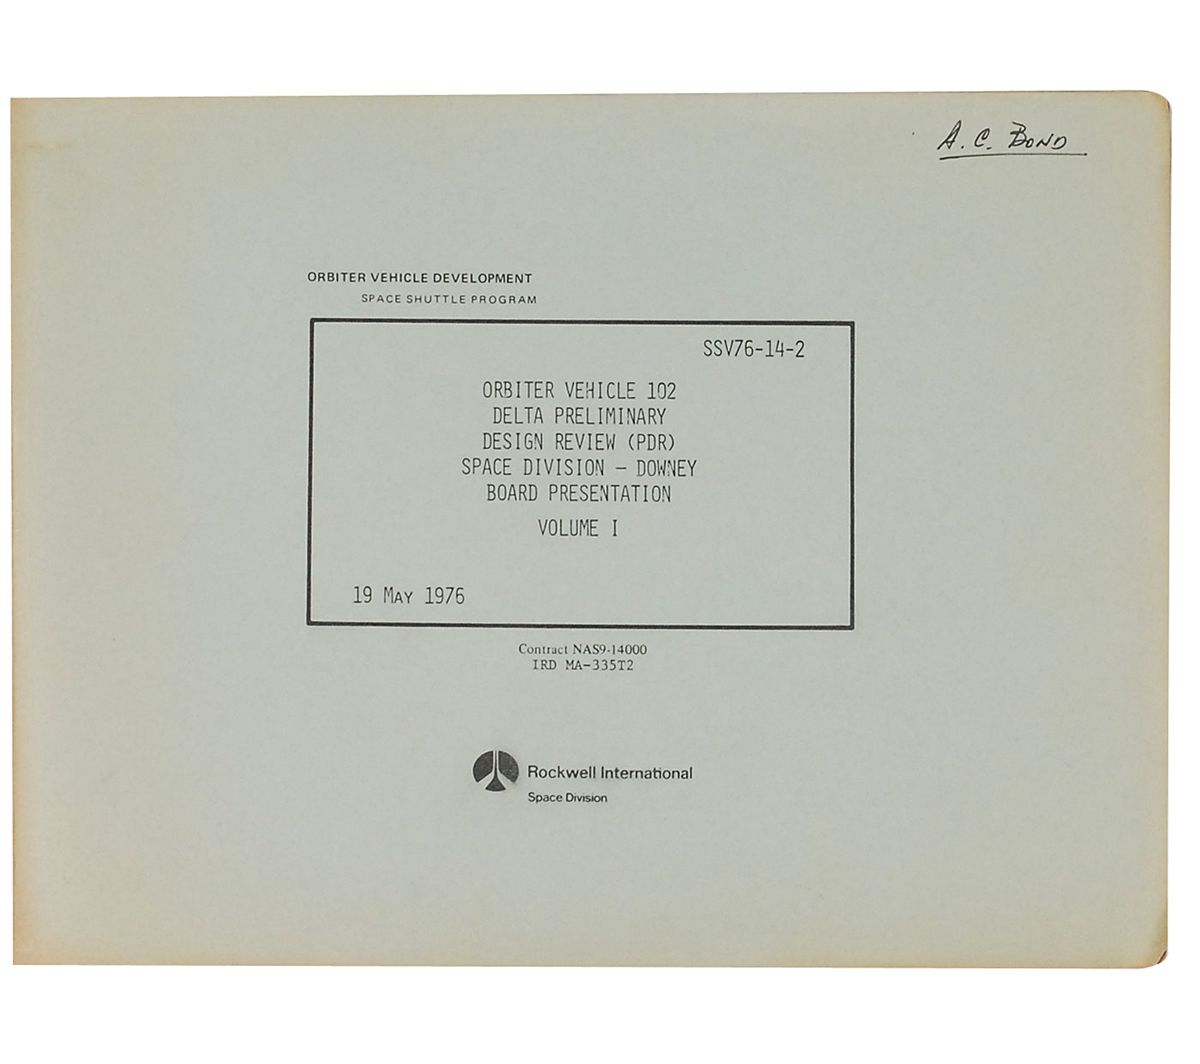 A. C. BOND
ORBITER VEHICLE DEVELOPMENT
SPACE SHUTTLE PROGRAM
SSV76-14-2
ORBITER VEHICLE 102
DELTA PRELIMINARY
DESIGN REVIEW (PDR)
SPACE DIVISION – DOWNEY
BOARD PRESENTATION
VOLUME I
19 MAY 1976
Contract NAS9-14000
IRD MA-335T2
Rockwell International
Space Division